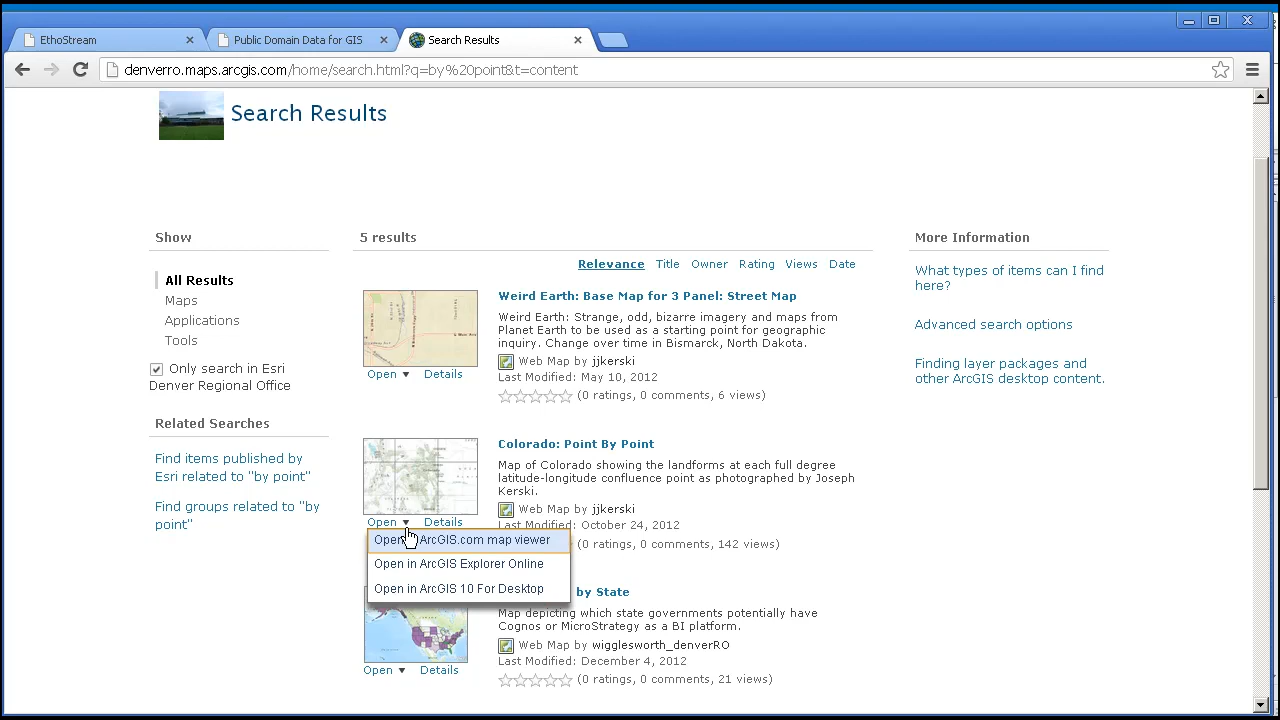 EthoStream
Public Domain Data for GIS
Search Results
denverro.maps.arcgis.com/home/search.html?q=by%20point&t=content
Search Results
Show
All Results
Maps
Applications
Tools
Only search in Esri
Denver Regional Office
Related Searches
Find items published by
Esri related to "by point"
Find groups related to "by
point"
5 results
Relevance Title Owner Rating Views Date
Weird Earth: Base Map for 3 Panel: Street Map
Weird Earth: Strange, odd, bizarre imagery and maps from
Planet Earth to be used as a starting point for geographic
inquiry. Change over time in Bismarck, North Dakota.
Web Map by jjkerski
Last Modified: May 10, 2012
(0 ratings, 0 comments, 6 views)
Open Details
Colorado: Point By Point
Map of Colorado showing the landforms at each full degree
latitude-longitude confluence point as photographed by Joseph
Kerski.
Web Map by jjkerski
Last Modified: October 24, 2012
(0 ratings, 0 comments, 142 views)
Open Details
Open ArcGIS.com map viewer
Open in ArcGIS Explorer Online
Open in ArcGIS 10 For Desktop
by State
Map depicting which state governments potentially have
Cognos or MicroStrategy as a BI platform.
Web Map by wigglesworth_denverRO
Last Modified: December 4, 2012
(0 ratings, 0 comments, 21 views)
Open Details
More Information
What types of items can I find
here?
Advanced search options
Finding layer packages and
other ArcGIS desktop content.